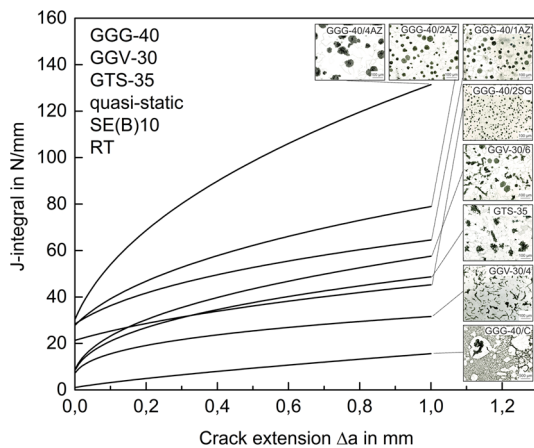 GGG-40
GGV-30
GTS-35
quasi-static
SE(B)10
RT
GGG-40/4AZ
GGG-40/2AZ
GGG-40/1AZ
GGG-40/2SG
GGV-30/6
GTS-35
GGV-30/4
GGG-40/C
J-integral in N/mm
160
140
120
100
80
60
40
20
0
0,0 0,2 0,4 0,6 0,8 1,0 1,2
Crack extension Δa in mm